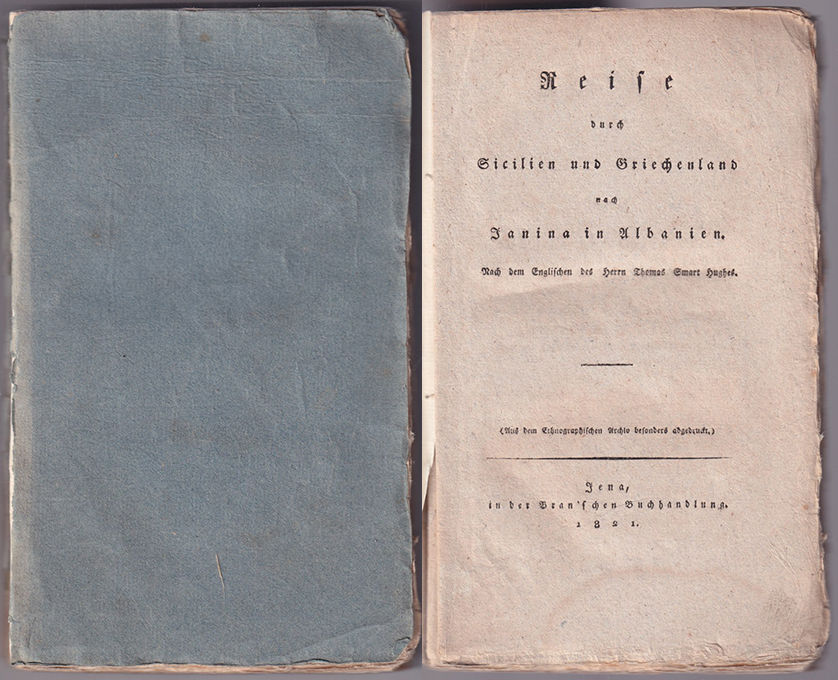 Reise
durch
Sicilien und Griechenland
nach
Janina in Albanien.
Nach dem Englischen des Herrn Thomas Smart Hughes.
(Aus dem Ethnographischen Archiv besonders abgedruckt.)
Jena,
in der Bran'schen Buchhandlung.
1821.